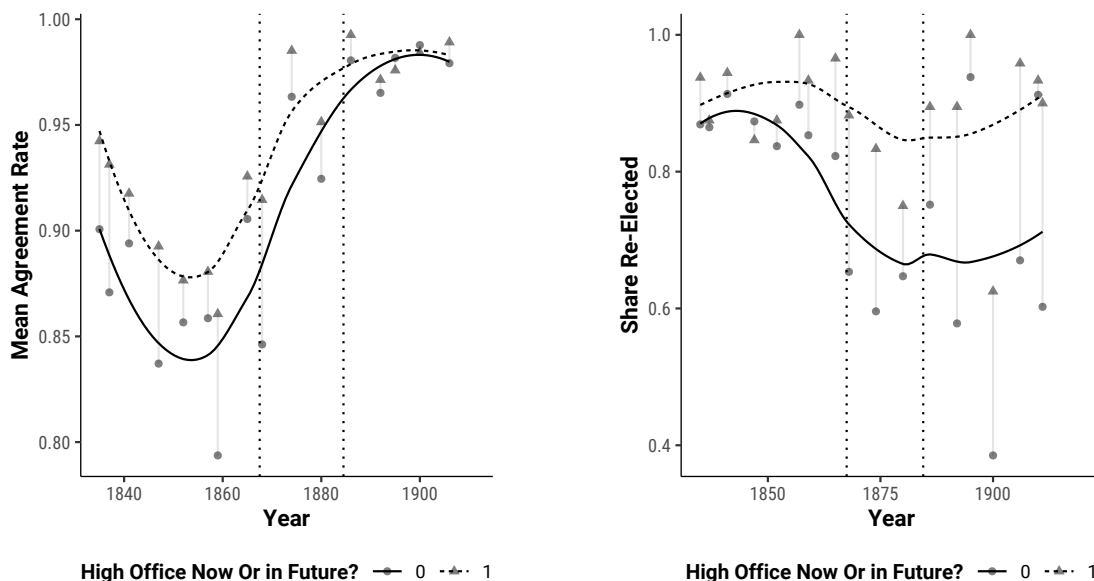 Mean Agreement Rate
1.00
0.95
0.90
0.85
0.80
1840 1860 1880 1900
Year
High Office Now Or in Future? 0 1
Share Re-Elected
1.0
0.8
0.6
0.4
1850 1875 1900
Year
High Office Now Or in Future? 0 1